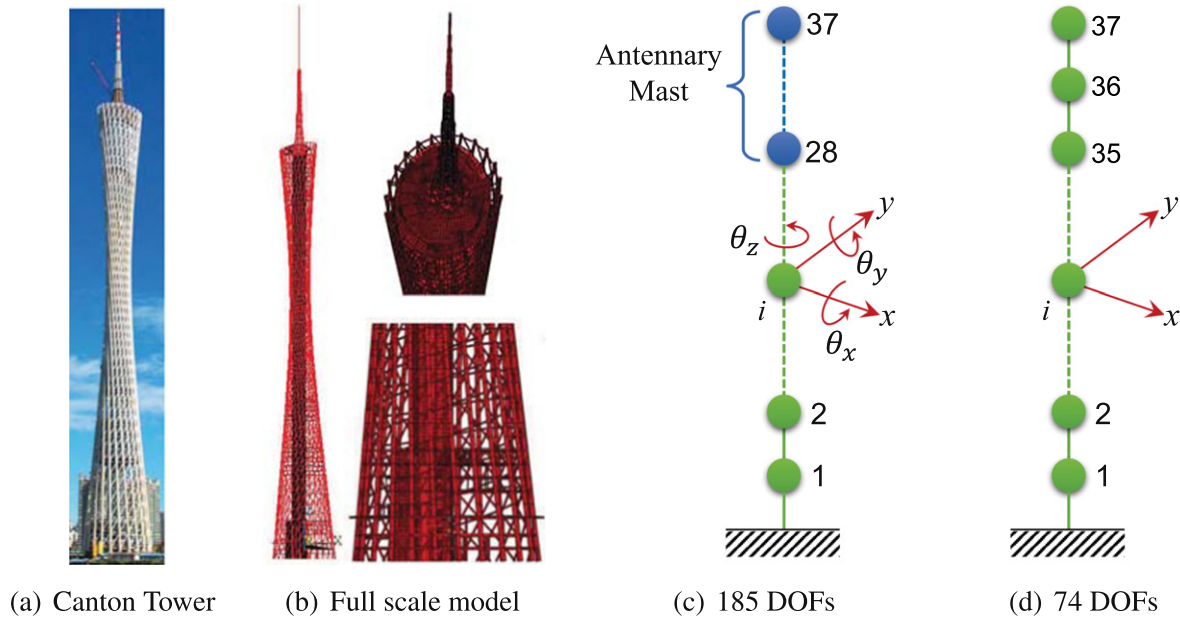 Antennary
Mast
37
28
y
θz
θy
i
x
θx
2
1
37
36
35
y
i
x
2
1
(a) Canton Tower
(b) Full scale model
(c) 185 DOFs
(d) 74 DOFs